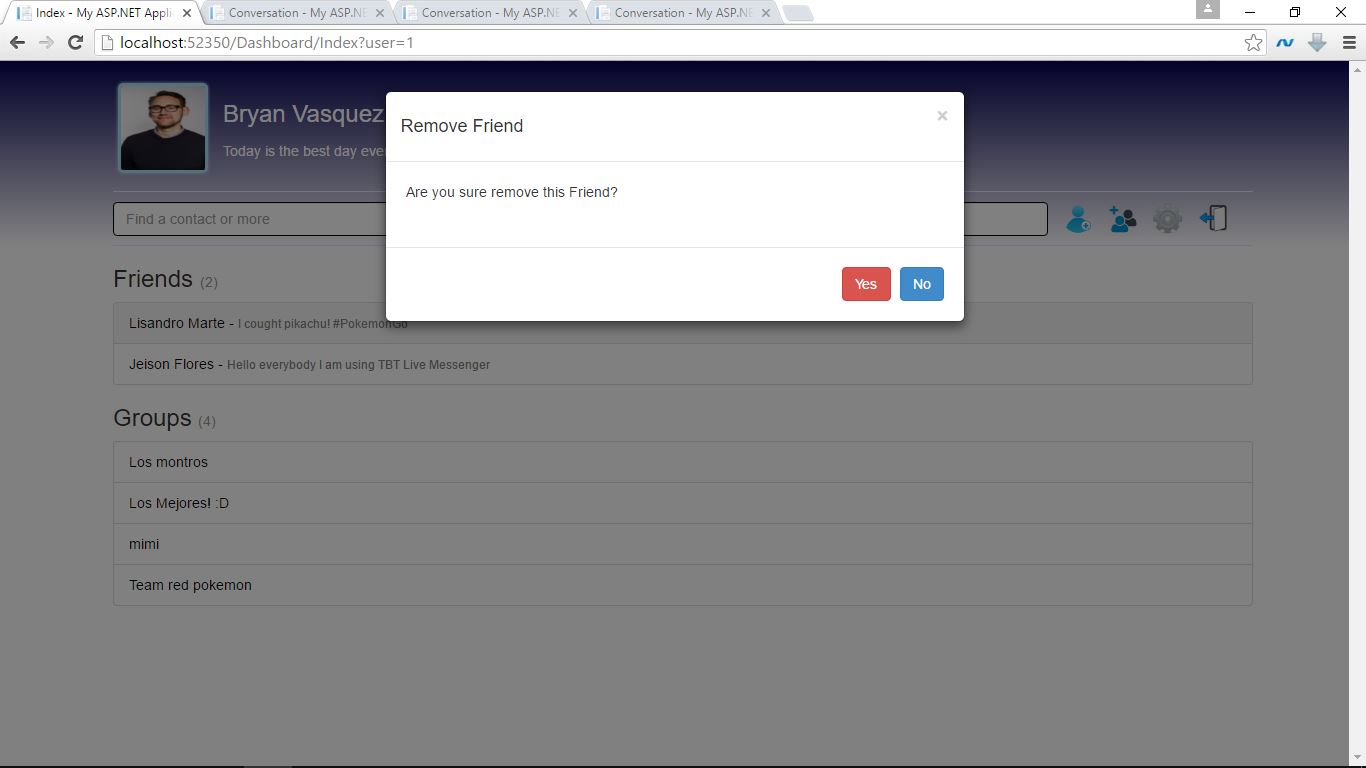 Index - My ASP.NET Appli
Conversation - My ASP.NE
Conversation - My ASP.NE
Conversation - My ASP.NE
localhost:52350/Dashboard/Index?user=1
Bryan Vasquez
Today is the best day eve
Remove Friend
×
Are you sure remove this Friend?
Yes
No
Find a contact or more
Friends (2)
Lisandro Marte - I cought pikachu! #PokemonGo
Jeison Flores - Hello everybody I am using TBT Live Messenger
Groups (4)
Los montros
Los Mejores! :D
mimi
Team red pokemon